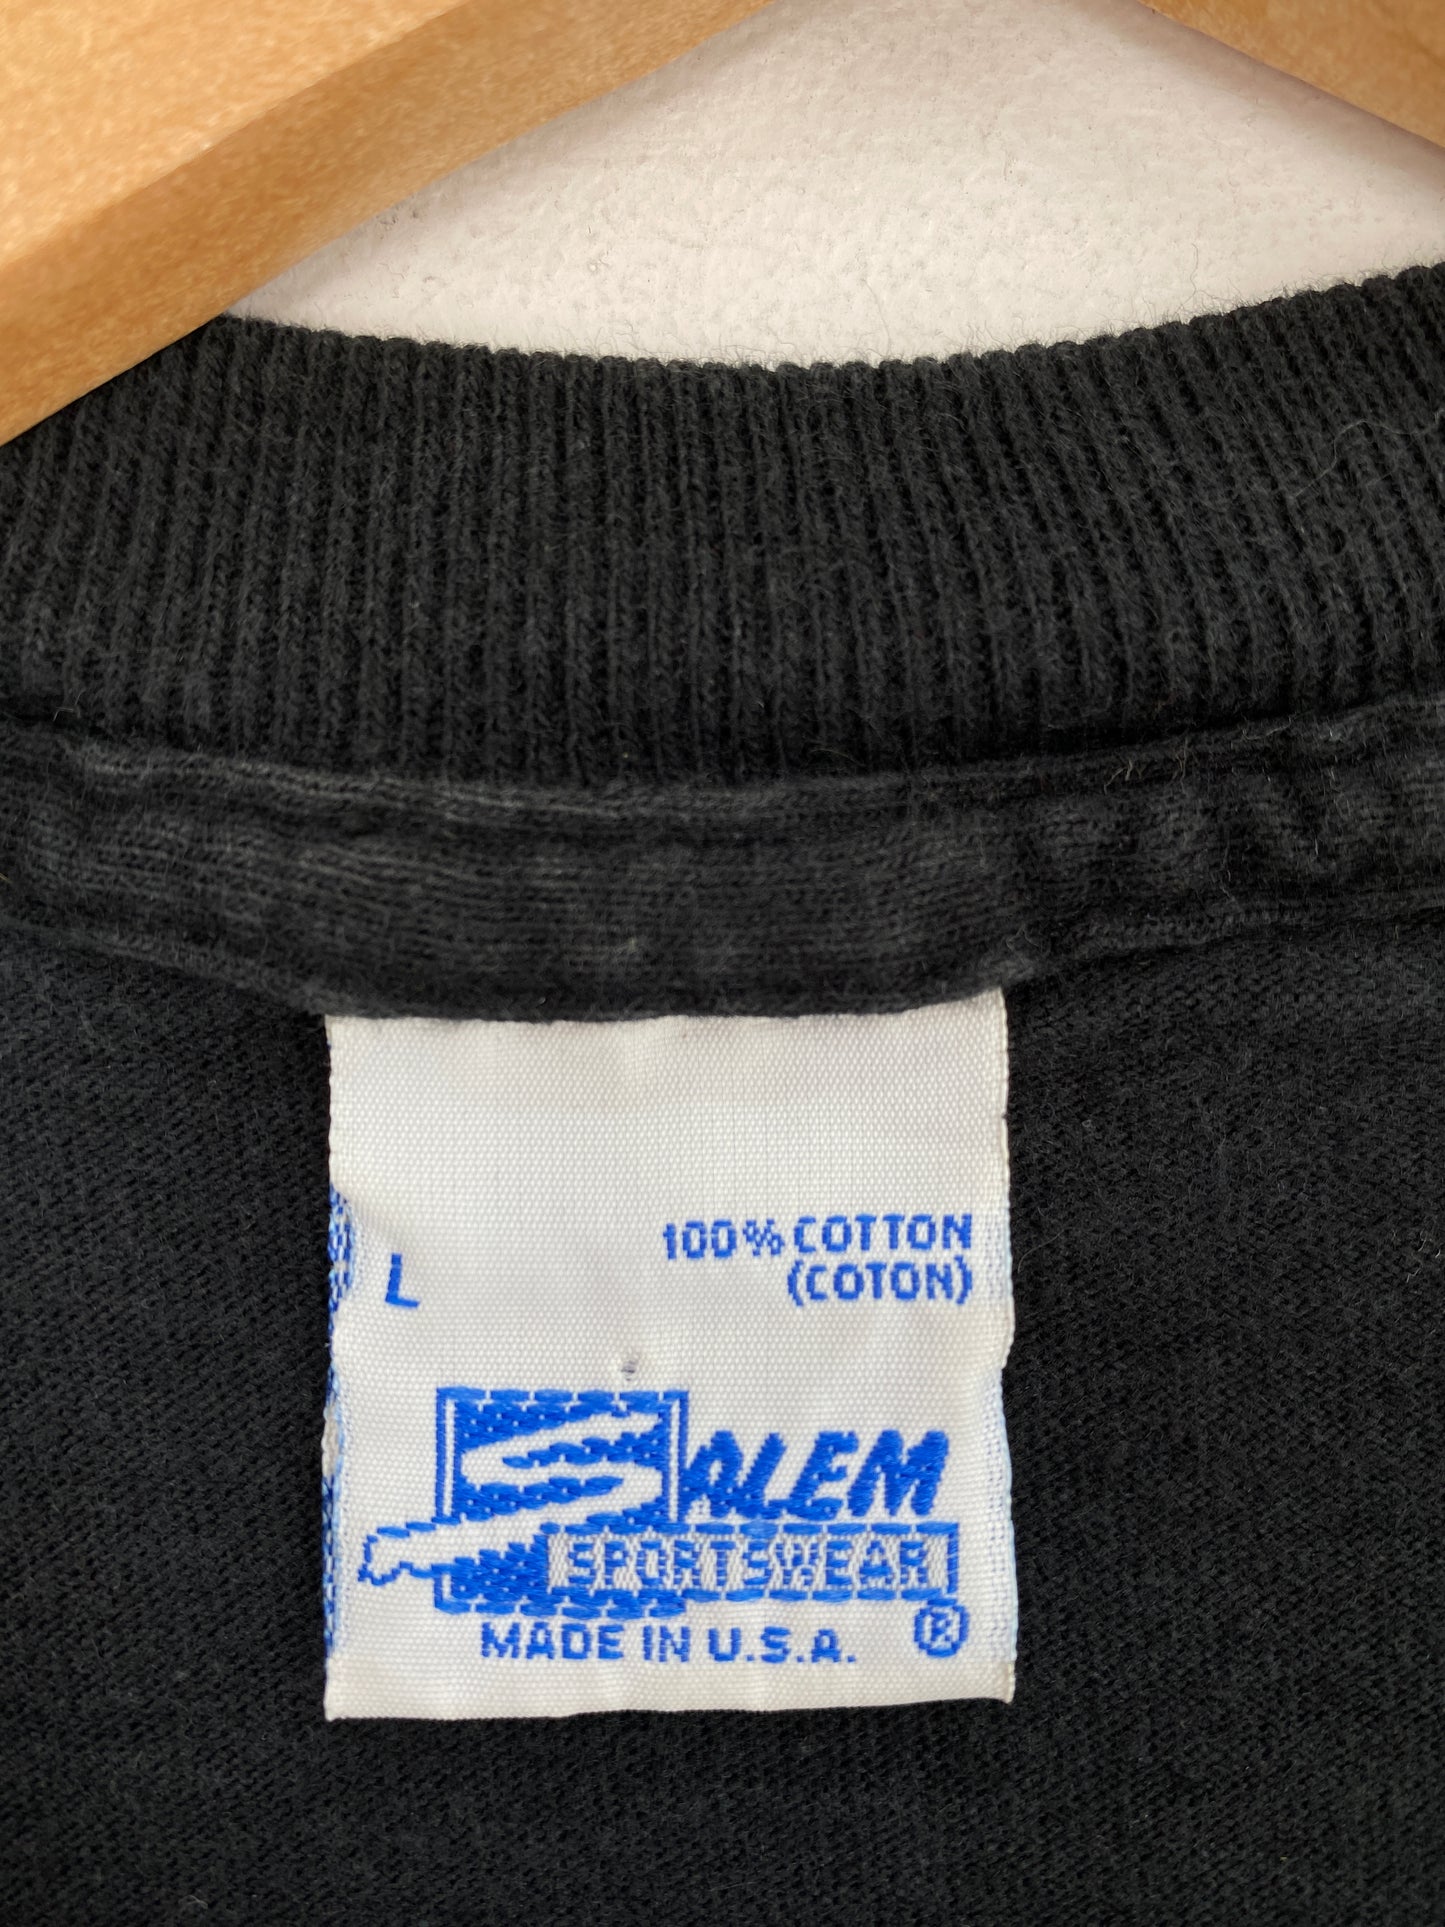 100% COTTON
L
(COTON)
SALEM
SPORTSWEAR
®
MADE IN U.S.A.